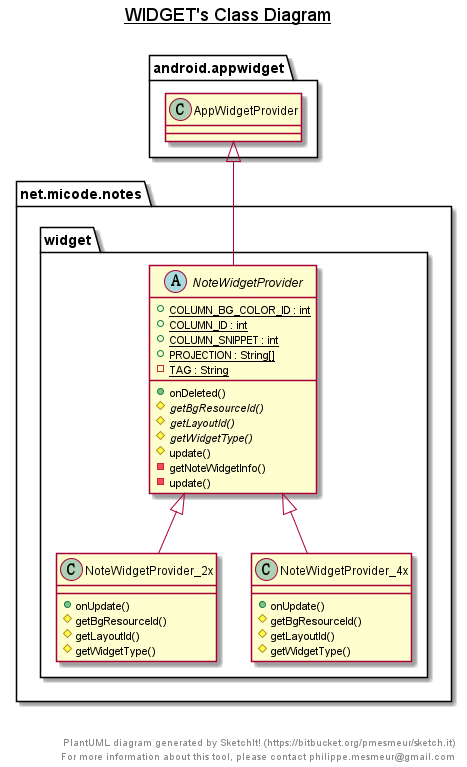 WIDGET's Class Diagram
android.appwidget
C AppWidgetProvider
net.micode.notes
widget
A NoteWidgetProvider
COLUMN_BG_COLOR_ID : int
COLUMN_ID : int
COLUMN_SNIPPET : int
PROJECTION : String[]
TAG : String
onDeleted()
getBgResourceId()
getLayoutId()
getWidgetType()
update()
getNoteWidgetInfo()
update()
C NoteWidgetProvider_2x
onUpdate()
getBgResourceId()
getLayoutId()
getWidgetType()
C NoteWidgetProvider_4x
onUpdate()
getBgResourceId()
getLayoutId()
getWidgetType()
PlantUML diagram generated by SketchIt! (https://bitbucket.org/pmesmeur/sketch.it)
For more information about this tool, please contact philippe.mesmeur@gmail.com